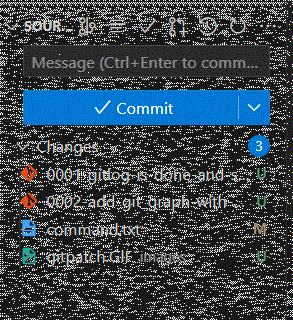 SOUR...
Message (Ctrl+Enter to comm...
Commit
Changes 3
0001-gitlog-is-done-and-s... U
0002-add-git-graph-with... U
command.txt M
gitpatch.GIF images U